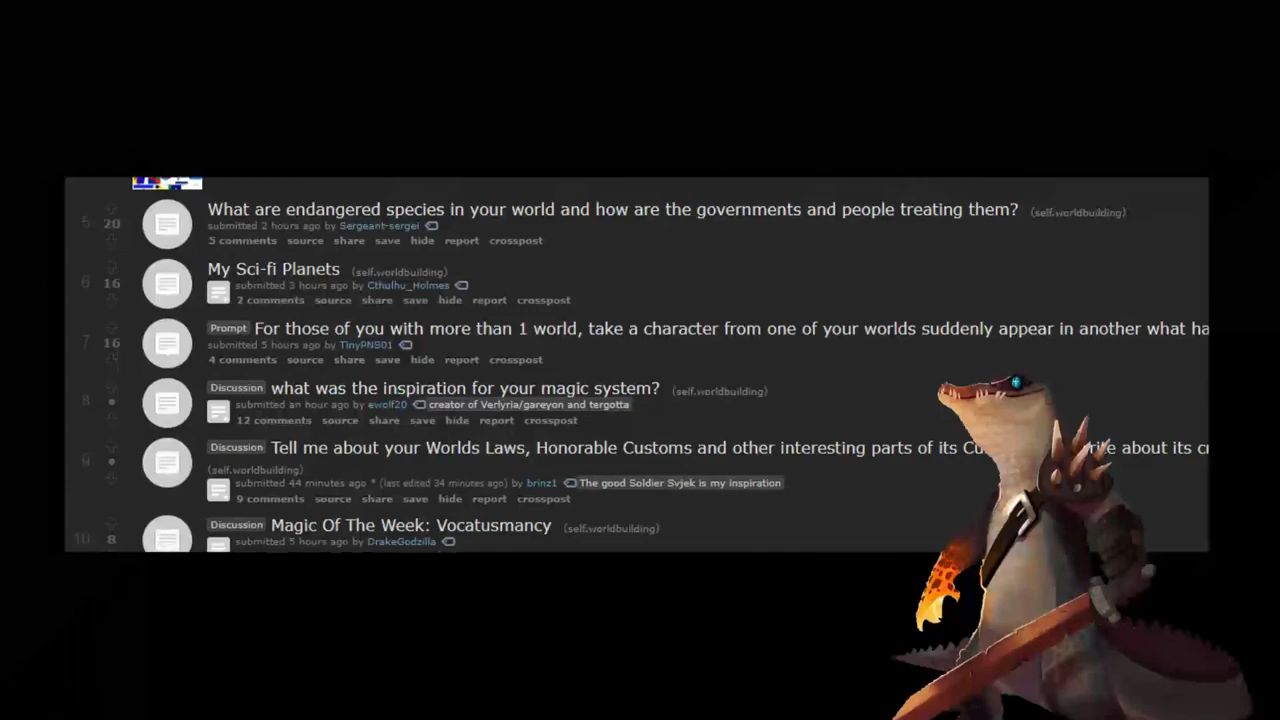 5 20 What are endangered species in your world and how are the governments and people treating them? (self.worldbuilding)
submitted 2 hours ago by Sergeant-sergei
5 comments source share save hide report crosspost
6 16 My Sci-fi Planets (self.worldbuilding)
submitted 3 hours ago by Cthulhu_Holmes
2 comments source share save hide report crosspost
7 16 Prompt For those of you with more than 1 world, take a character from one of your worlds suddenly appear in another what ha
submitted 5 hours ago by TinyPNS01
4 comments source share save hide report crosspost
8 • Discussion what was the inspiration for your magic system? (self.worldbuilding)
submitted an hour ago by ewolf20 creator of Verlyria/gareyon and tergotta
12 comments source share save hide report crosspost
9 • Discussion Tell me about your Worlds Laws, Honorable Customs and other interesting parts of its about its
(self.worldbuilding)
submitted 44 minutes ago * (last edited 34 minutes ago) by brinz1 The good Soldier Svjek is my inspiration
9 comments source share save hide report crosspost
10 8 Discussion Magic Of The Week: Vocatusmancy (self.worldbuilding)
submitted 5 hours ago by DrakeGodzilla